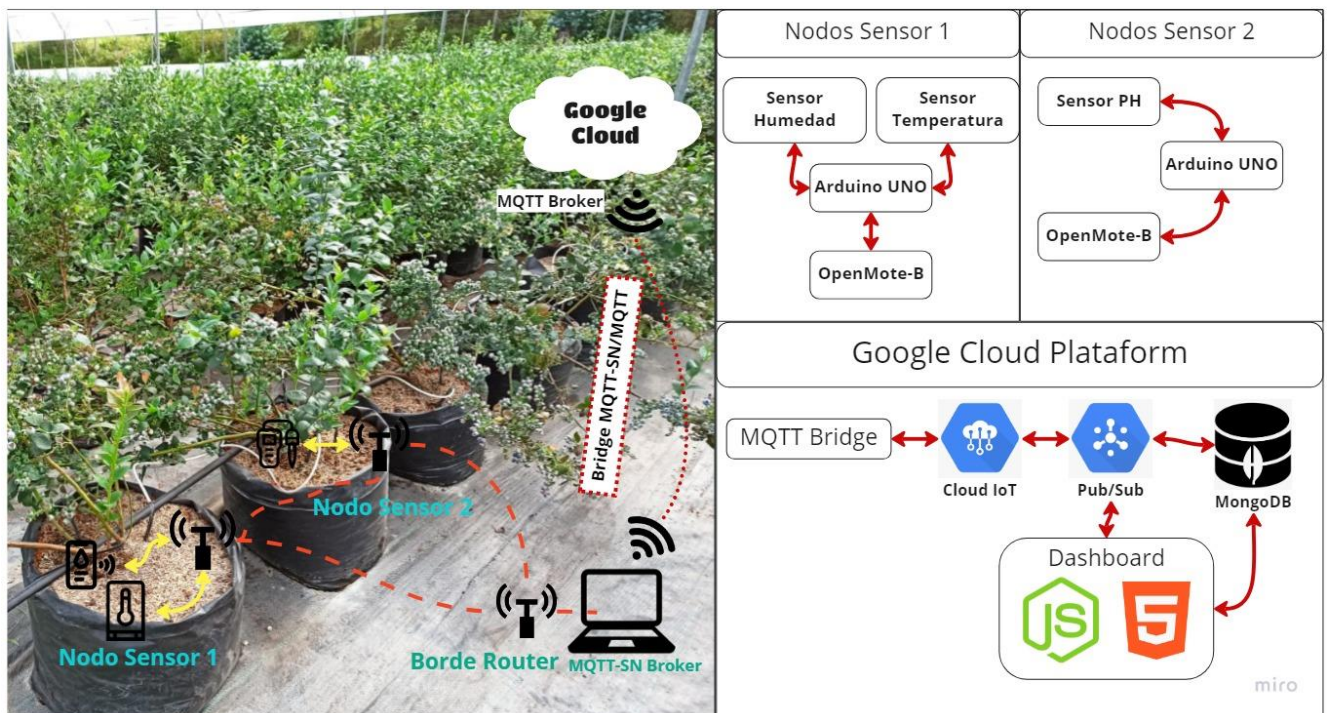 Google
Cloud
MQTT Broker
Bridge MQTT-SN/MQTT
Nodo Sensor 2
Nodo Sensor 1
Borde Router
MQTT-SN Broker
Nodos Sensor 1
Sensor
Humedad
Sensor
Temperatura
Arduino UNO
OpenMote-B
Nodos Sensor 2
Sensor PH
Arduino UNO
OpenMote-B
Google Cloud Plataform
MQTT Bridge
Cloud IoT
Pub/Sub
MongoDB
Dashboard
JS
5
miro